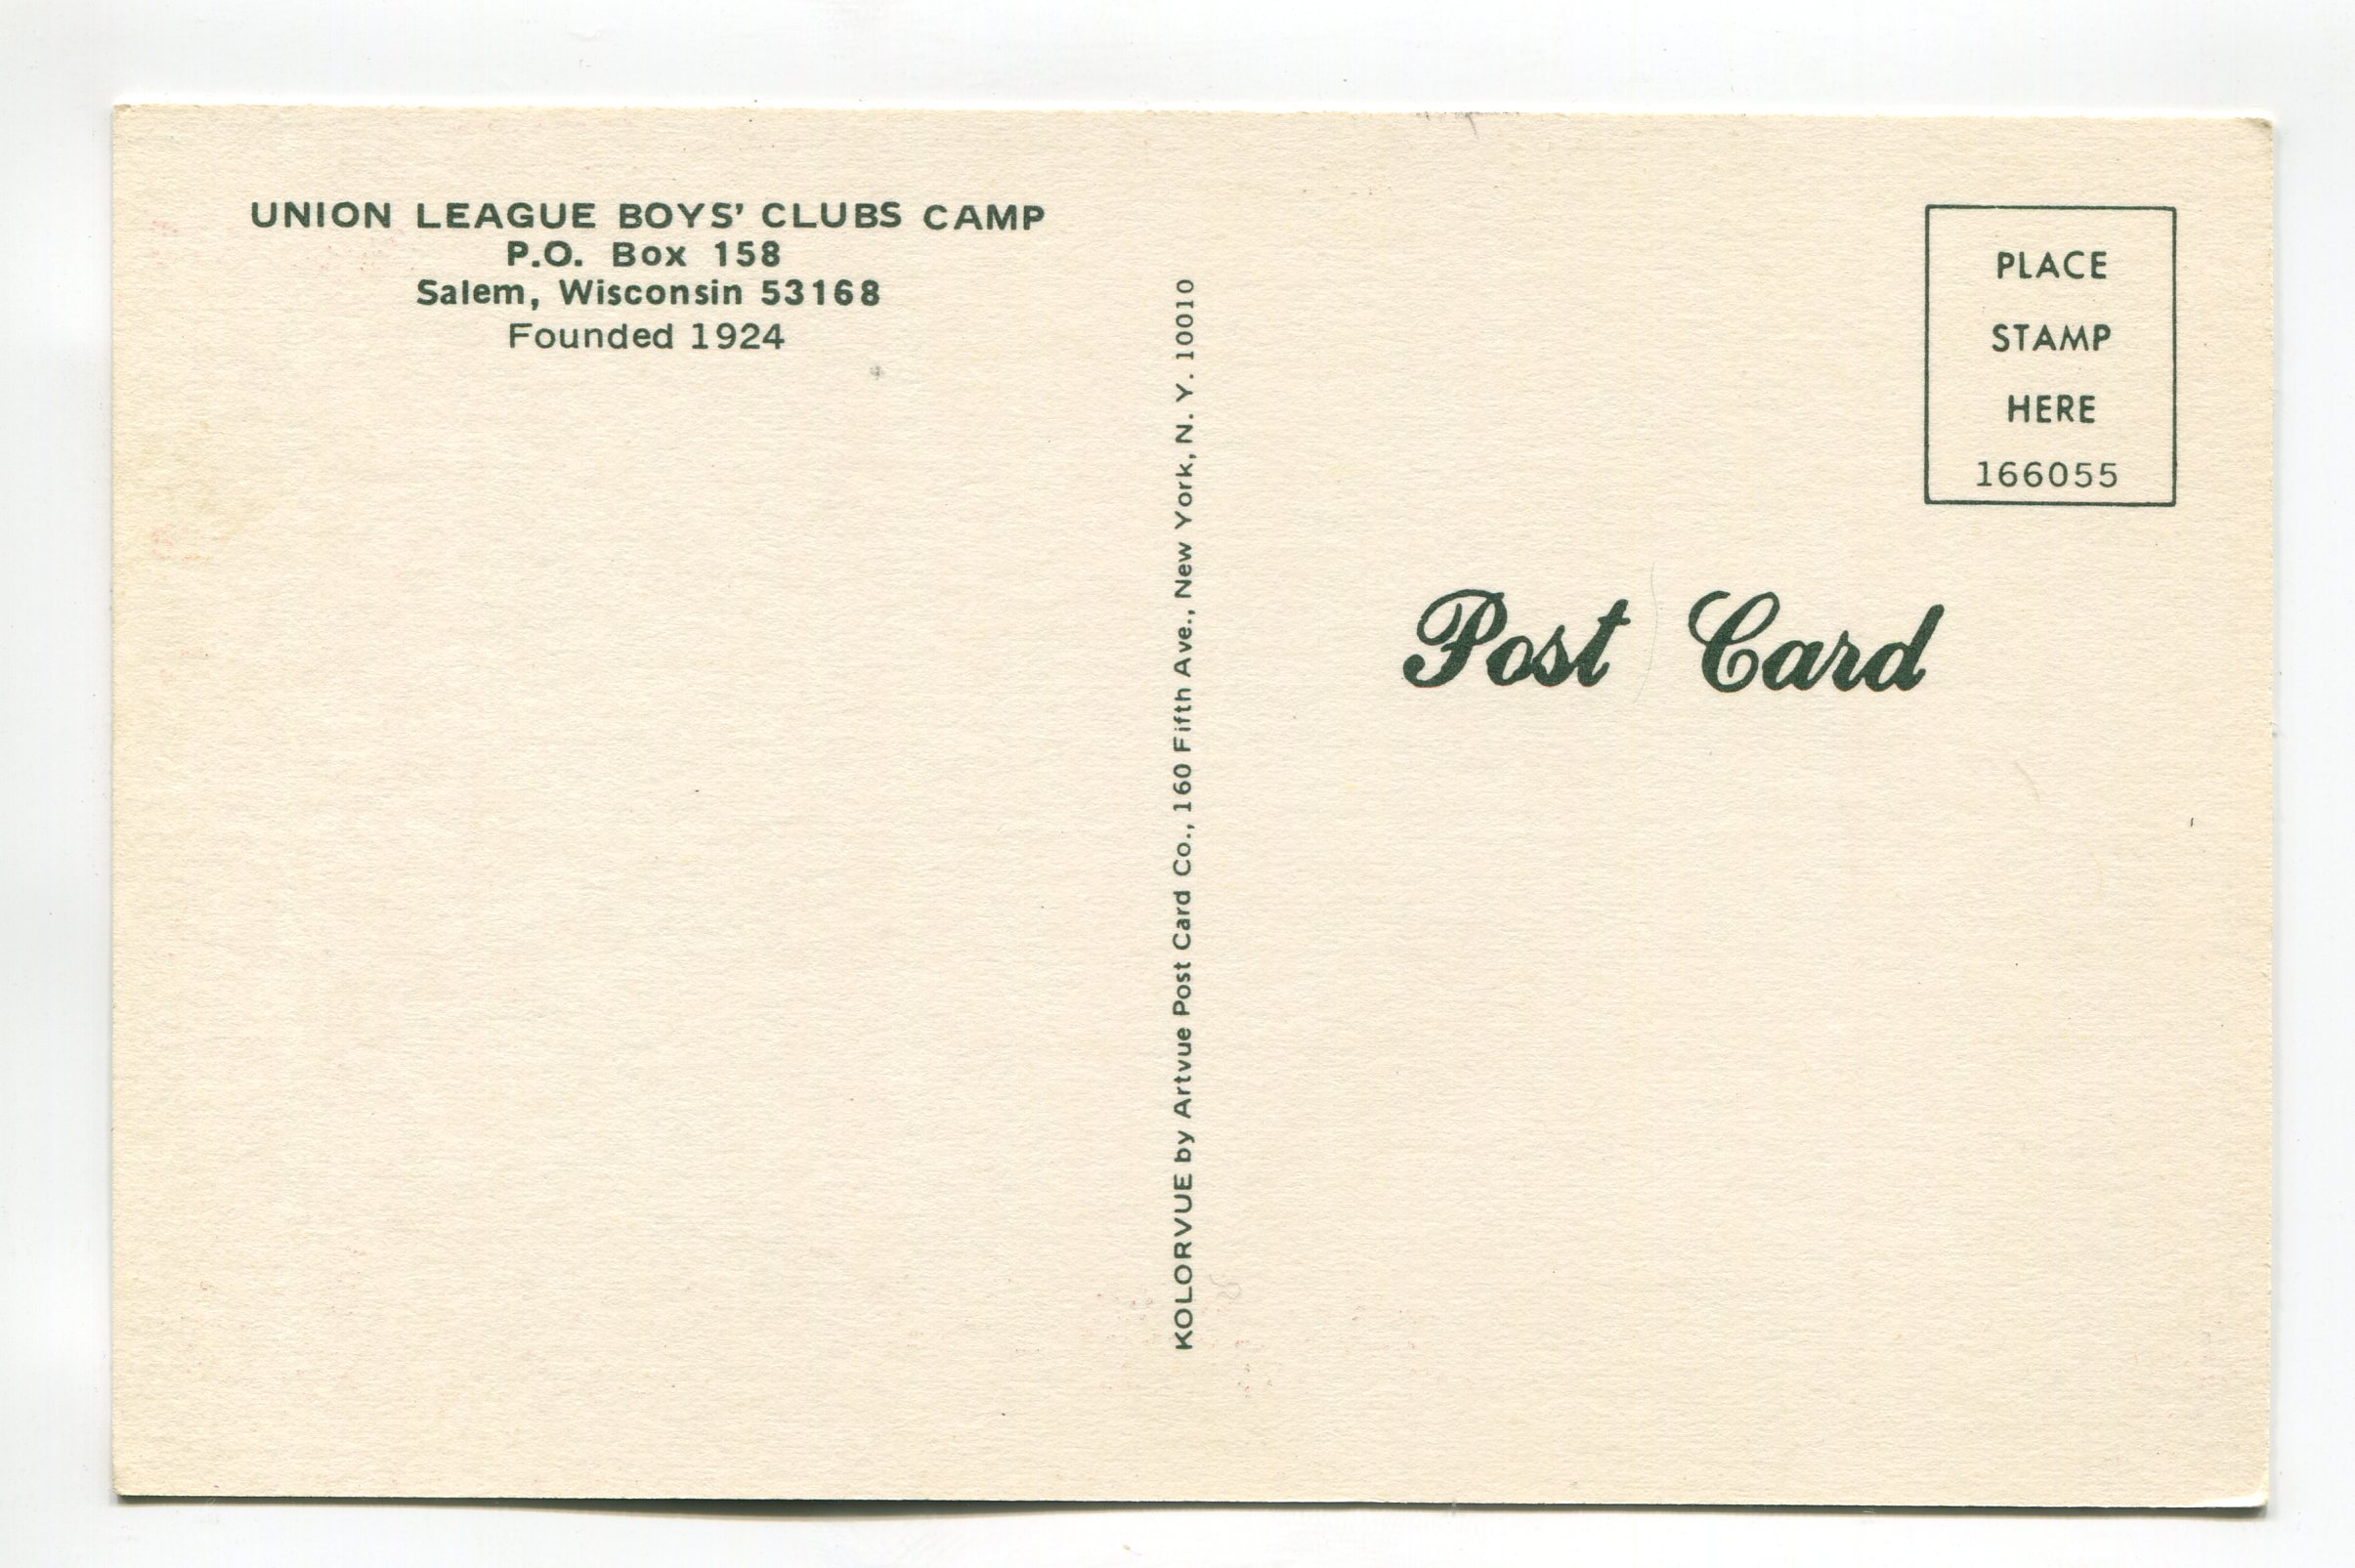 UNION LEAGUE BOYS' CLUBS CAMP
P.O. Box 158
Salem, Wisconsin 53168
Founded 1924
KOLORVUE by Artvue Post Card Co., 160 Fifth Ave., New York, N. Y. 10010
PLACE
STAMP
HERE
166055
Post Card